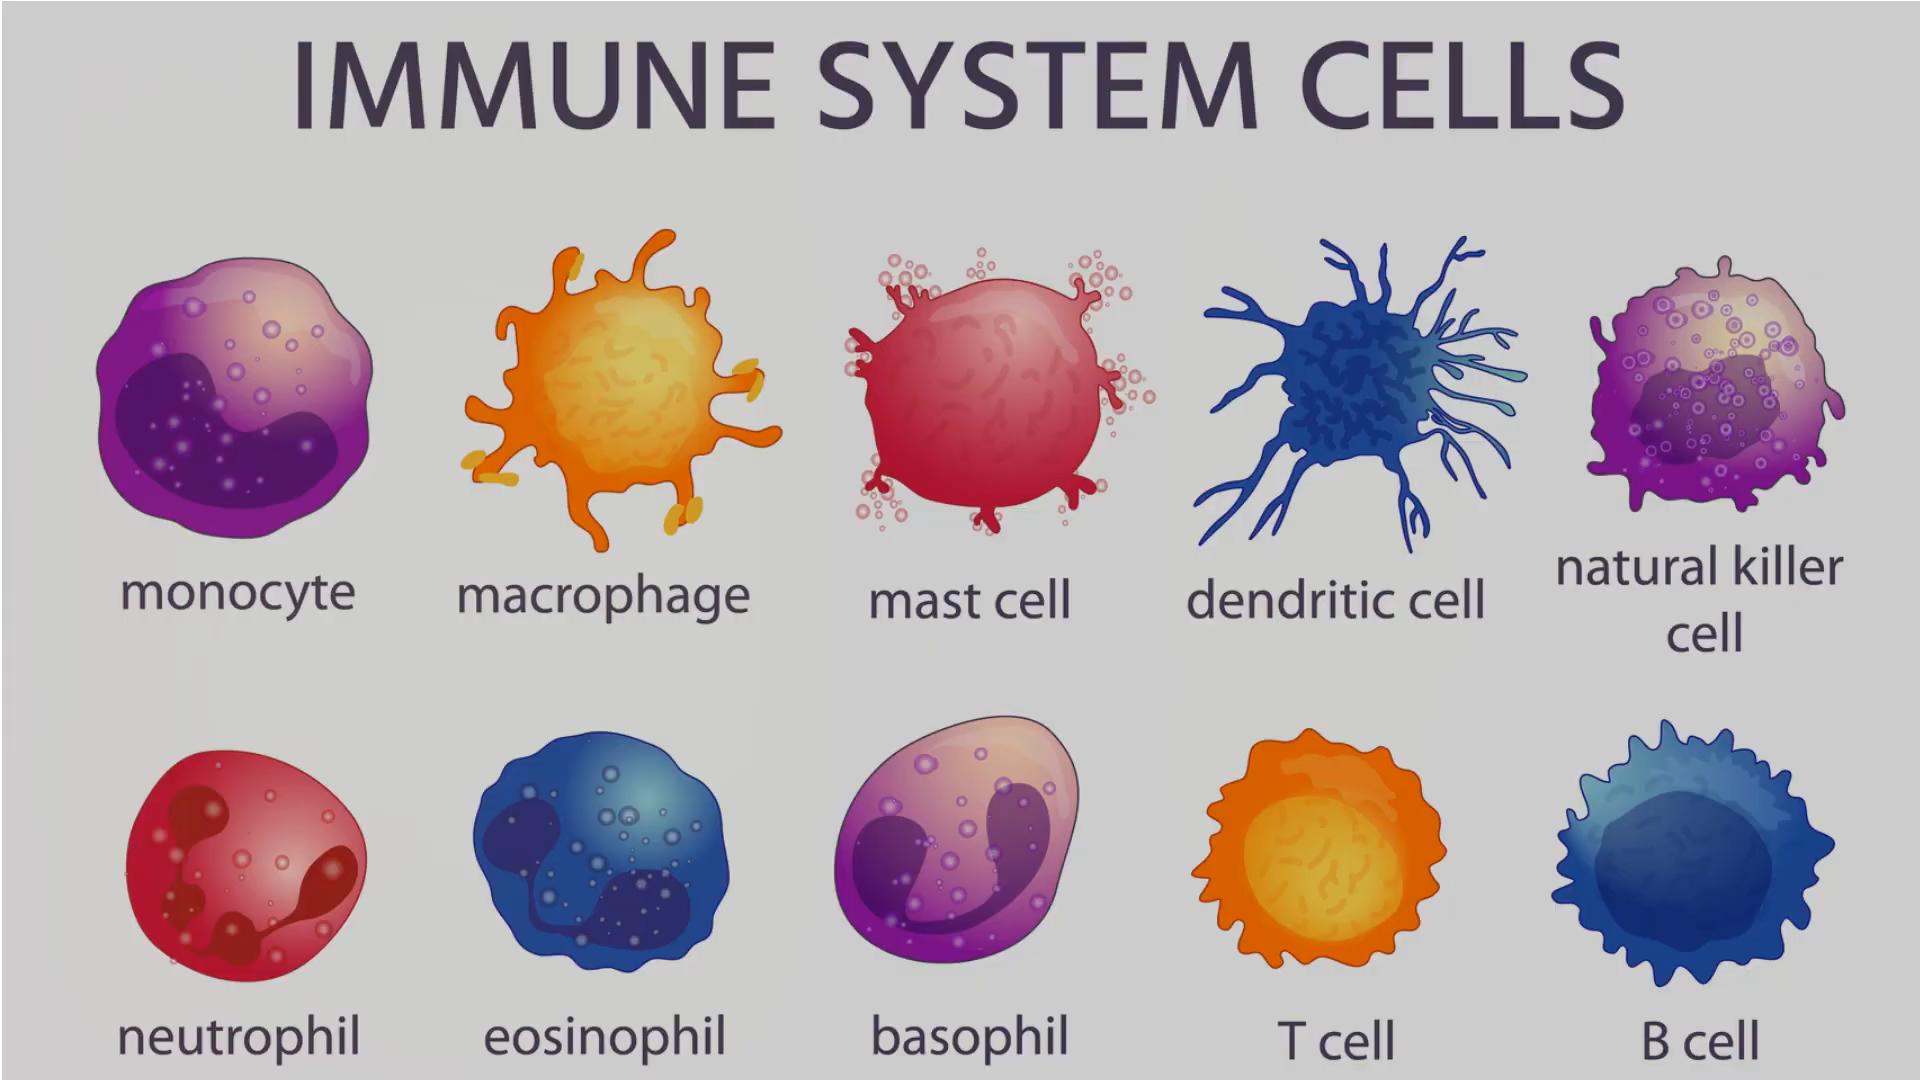 IMMUNE SYSTEM CELLS
monocyte
macrophage
mast cell
dendritic cell
natural killer
cell
neutrophil
eosinophil
basophil
T cell
B cell